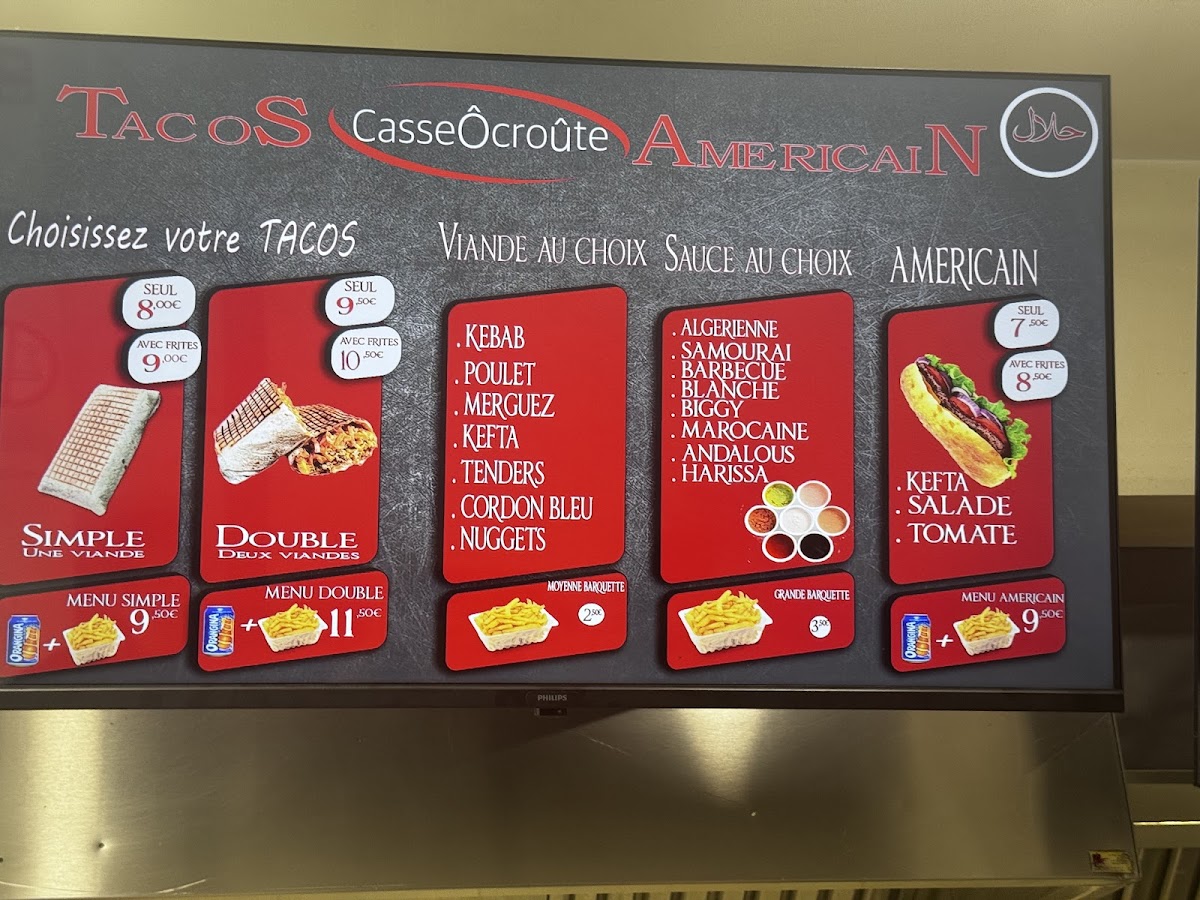 TACOS CasseÔcroûte AMERICAIN حلال
Choisissez votre TACOS
SEUL
8,00€
AVEC FRITES
9,00€
SIMPLE
UNE VIANDE
MENU SIMPLE
ORANGINA
+ 9,50€
SEUL
9,50€
AVEC FRITES
10,50€
DOUBLE
DEUX VIANDES
MENU DOUBLE
ORANGINA
+ 11,50€
VIANDE AU CHOIX
. KEBAB
. POULET
. MERGUEZ
. KEFTA
. TENDERS
. CORDON BLEU
. NUGGETS
MOYENNE BARQUETTE
2,50€
SAUCE AU CHOIX
. ALGERIENNE
. SAMOURAI
. BARBECUE
. BLANCHE
. BIGGY
. MAROCAINE
. ANDALOUS
. HARISSA
GRANDE BARQUETTE
3,50€
AMERICAIN
SEUL
7,50€
AVEC FRITES
8,50€
. KEFTA
. SALADE
. TOMATE
MENU AMERICAIN
ORANGINA
+ 9,50€
PHILIPS